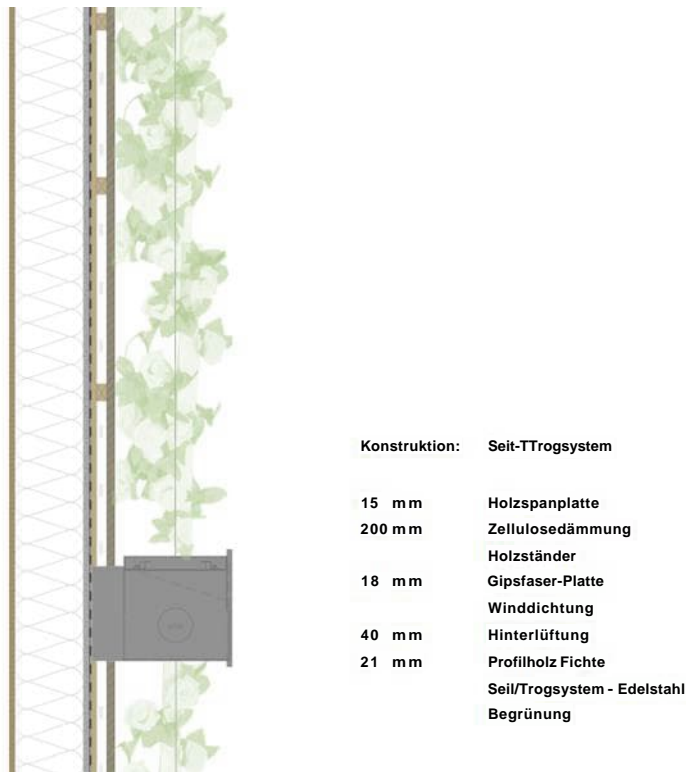 Konstruktion: Seit-TTrogsystem
15 mm Holzspanplatte
200 mm Zellulosedämmung
Holzständer
18 mm Gipsfaser-Platte
Winddichtung
40 mm Hinterlüftung
21 mm Profilholz Fichte
Seil/Trogsystem - Edelstahl
Begrünung